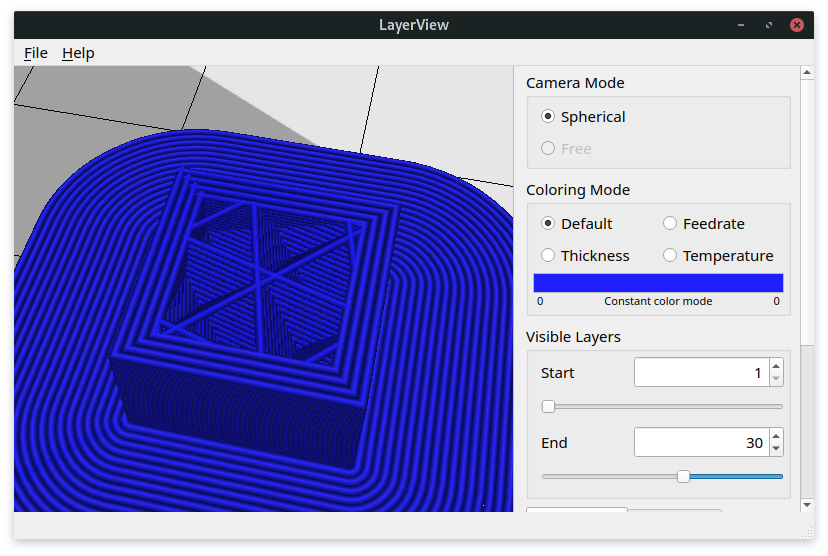 LayerView
File Help
Camera Mode
Spherical
Free
Coloring Mode
Default Feedrate
Thickness Temperature
0 Constant color mode 0
Visible Layers
Start 1
End 30